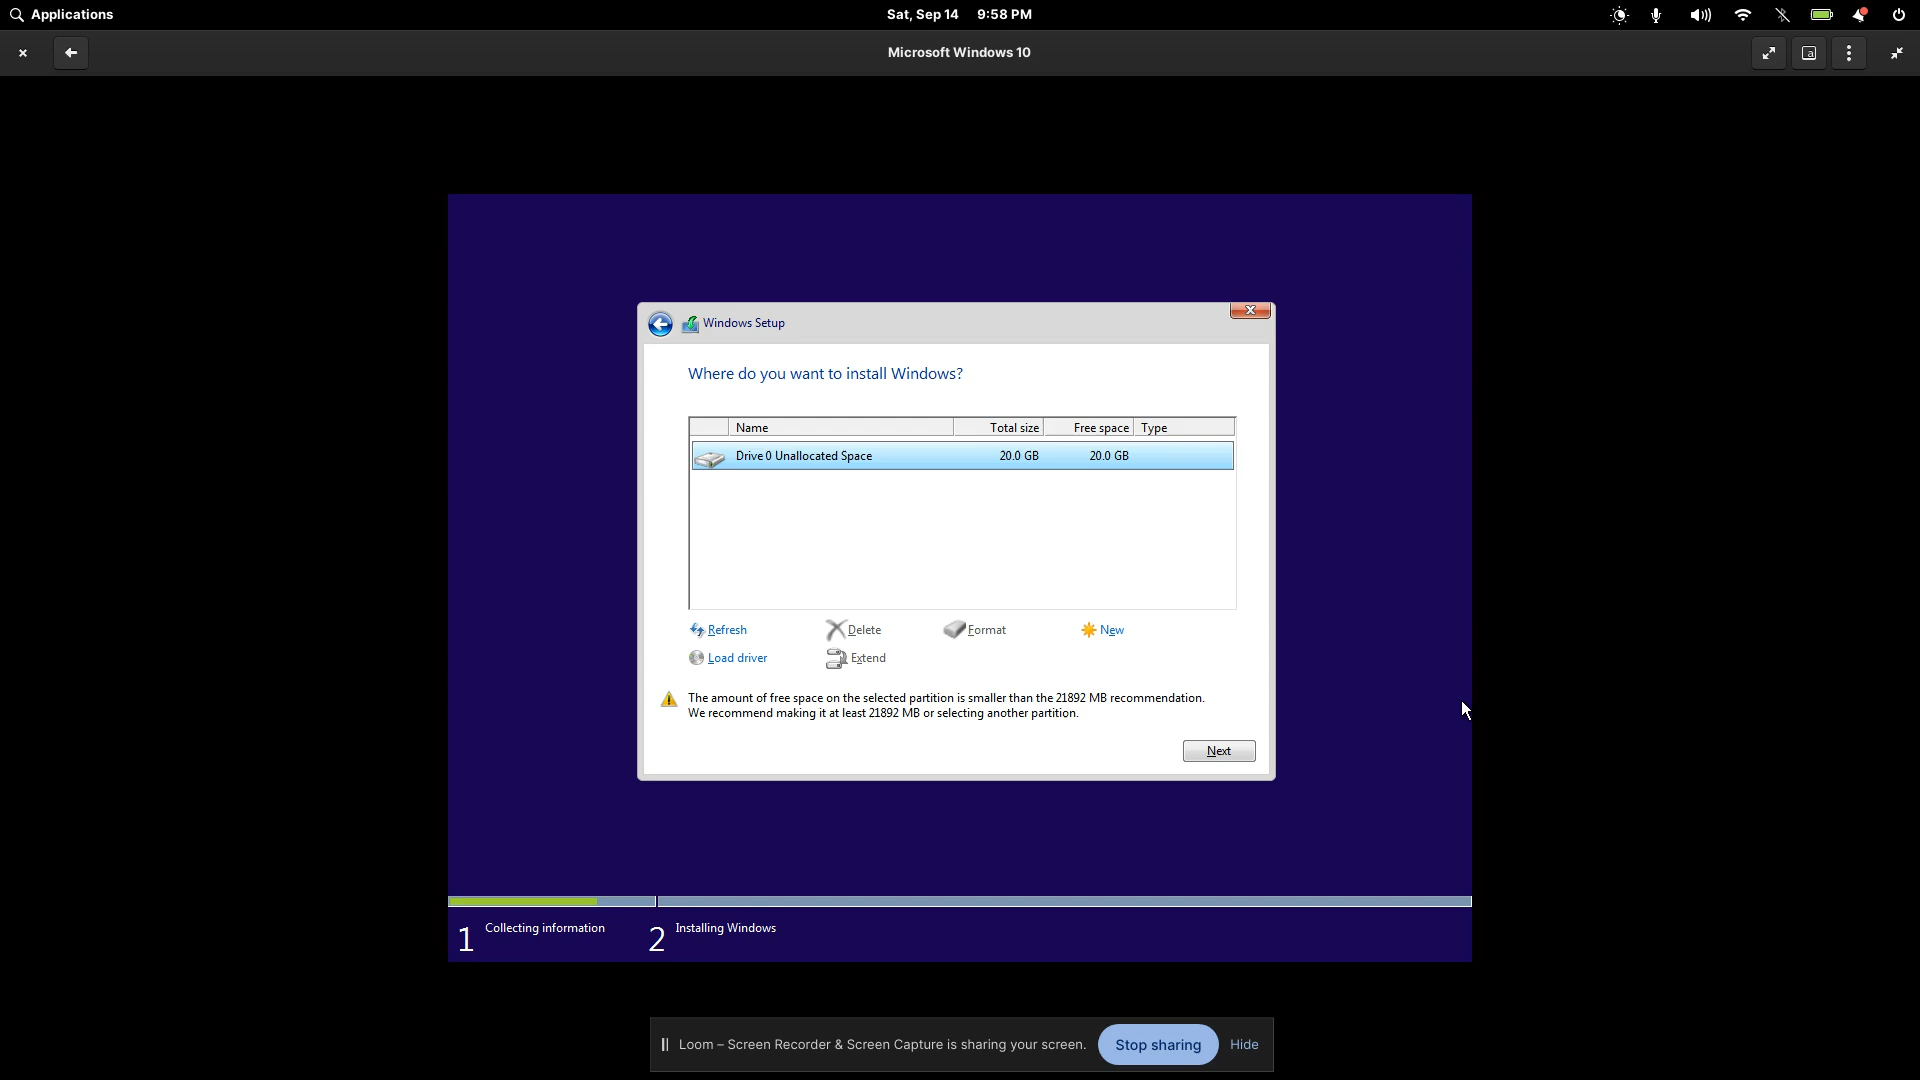 Applications
Sat, Sep 14 9:58 PM
Microsoft Windows 10
a
Windows Setup
Where do you want to install Windows?
Name Total size Free space Type
Drive 0 Unallocated Space 20.0 GB 20.0 GB
Refresh Delete Format New
Load driver Extend
The amount of free space on the selected partition is smaller than the 21892 MB recommendation.
We recommend making it at least 21892 MB or selecting another partition.
Next
1 Collecting information 2 Installing Windows
Loom – Screen Recorder & Screen Capture is sharing your screen. Stop sharing Hide